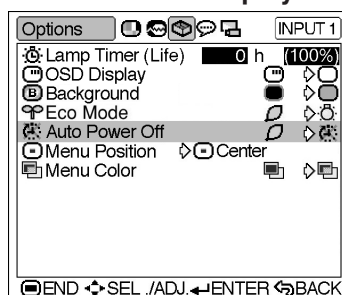 Options INPUT 1
Lamp Timer (Life) 0 h (100%)
OSD Display
B Background
Eco Mode
Auto Power Off
Menu Position Center
Menu Color
END SEL./ADJ. ENTER BACK